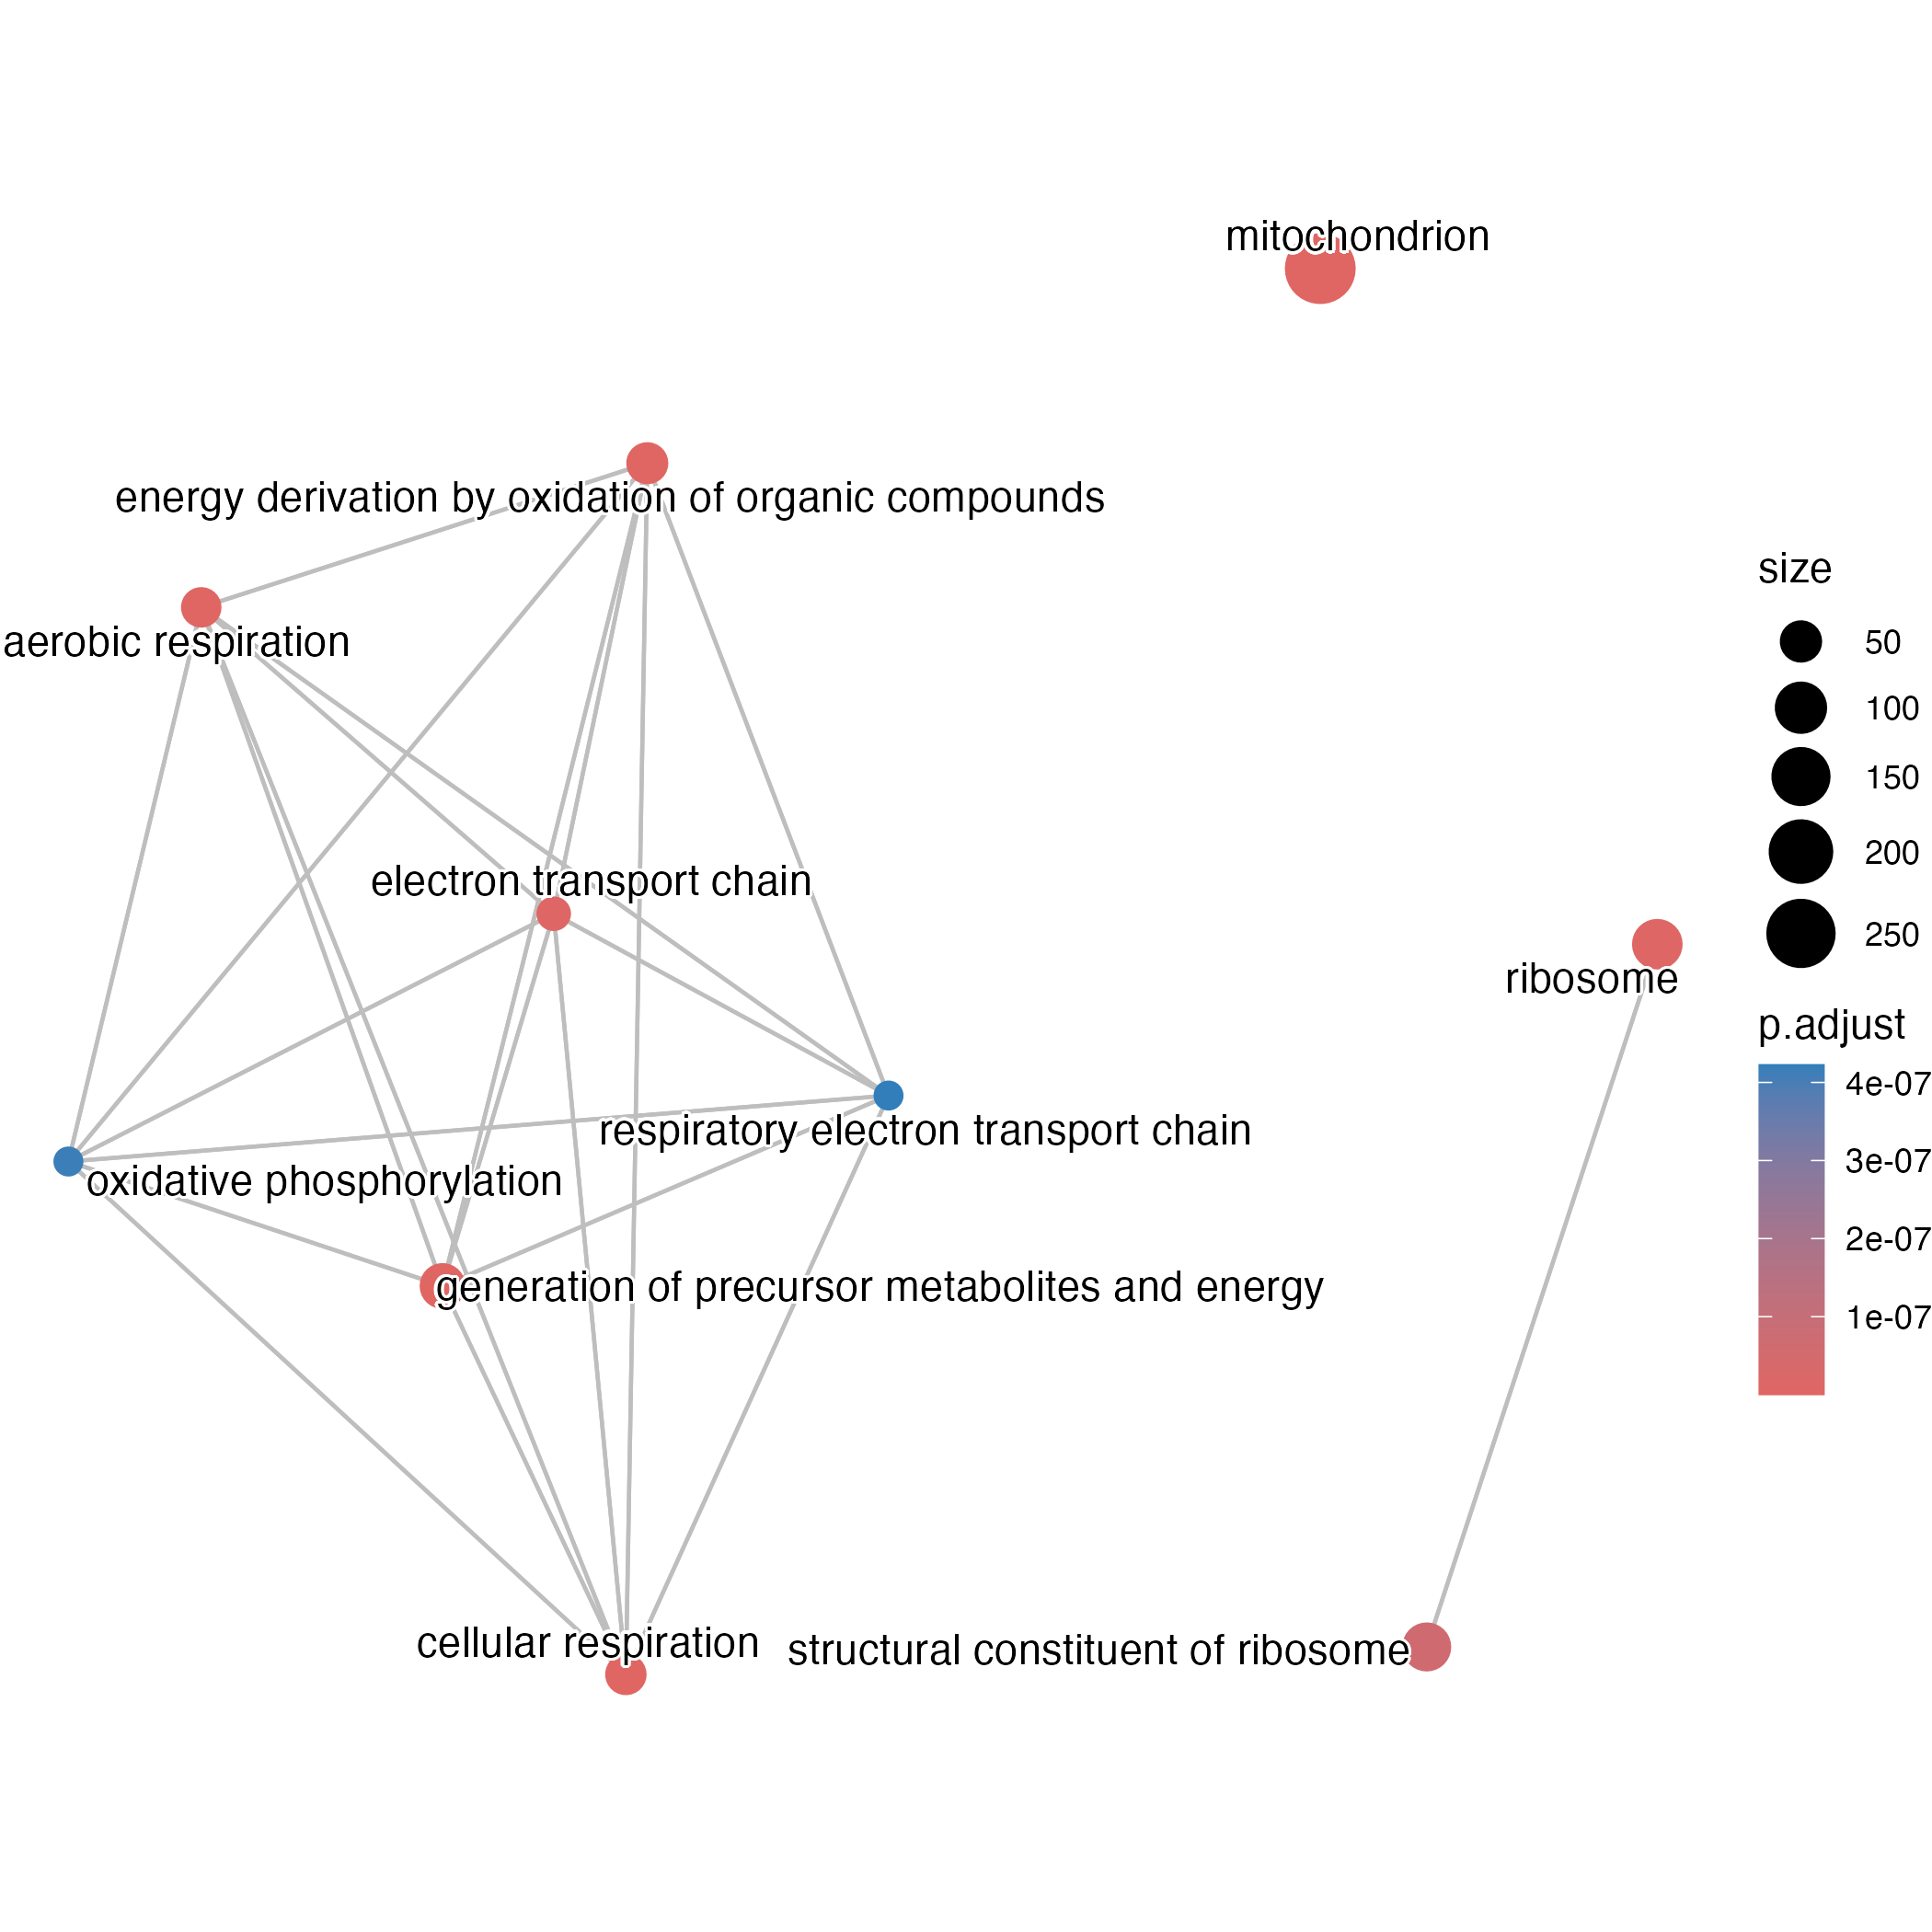 mitochondrion
energy derivation by oxidation of organic compounds
aerobic respiration
electron transport chain
ribosome
respiratory electron transport chain
oxidative phosphorylation
generation of precursor metabolites and energy
cellular respiration
structural constituent of ribosome
size
50
100
150
200
250
p.adjust
4e-07
3e-07
2e-07
1e-07